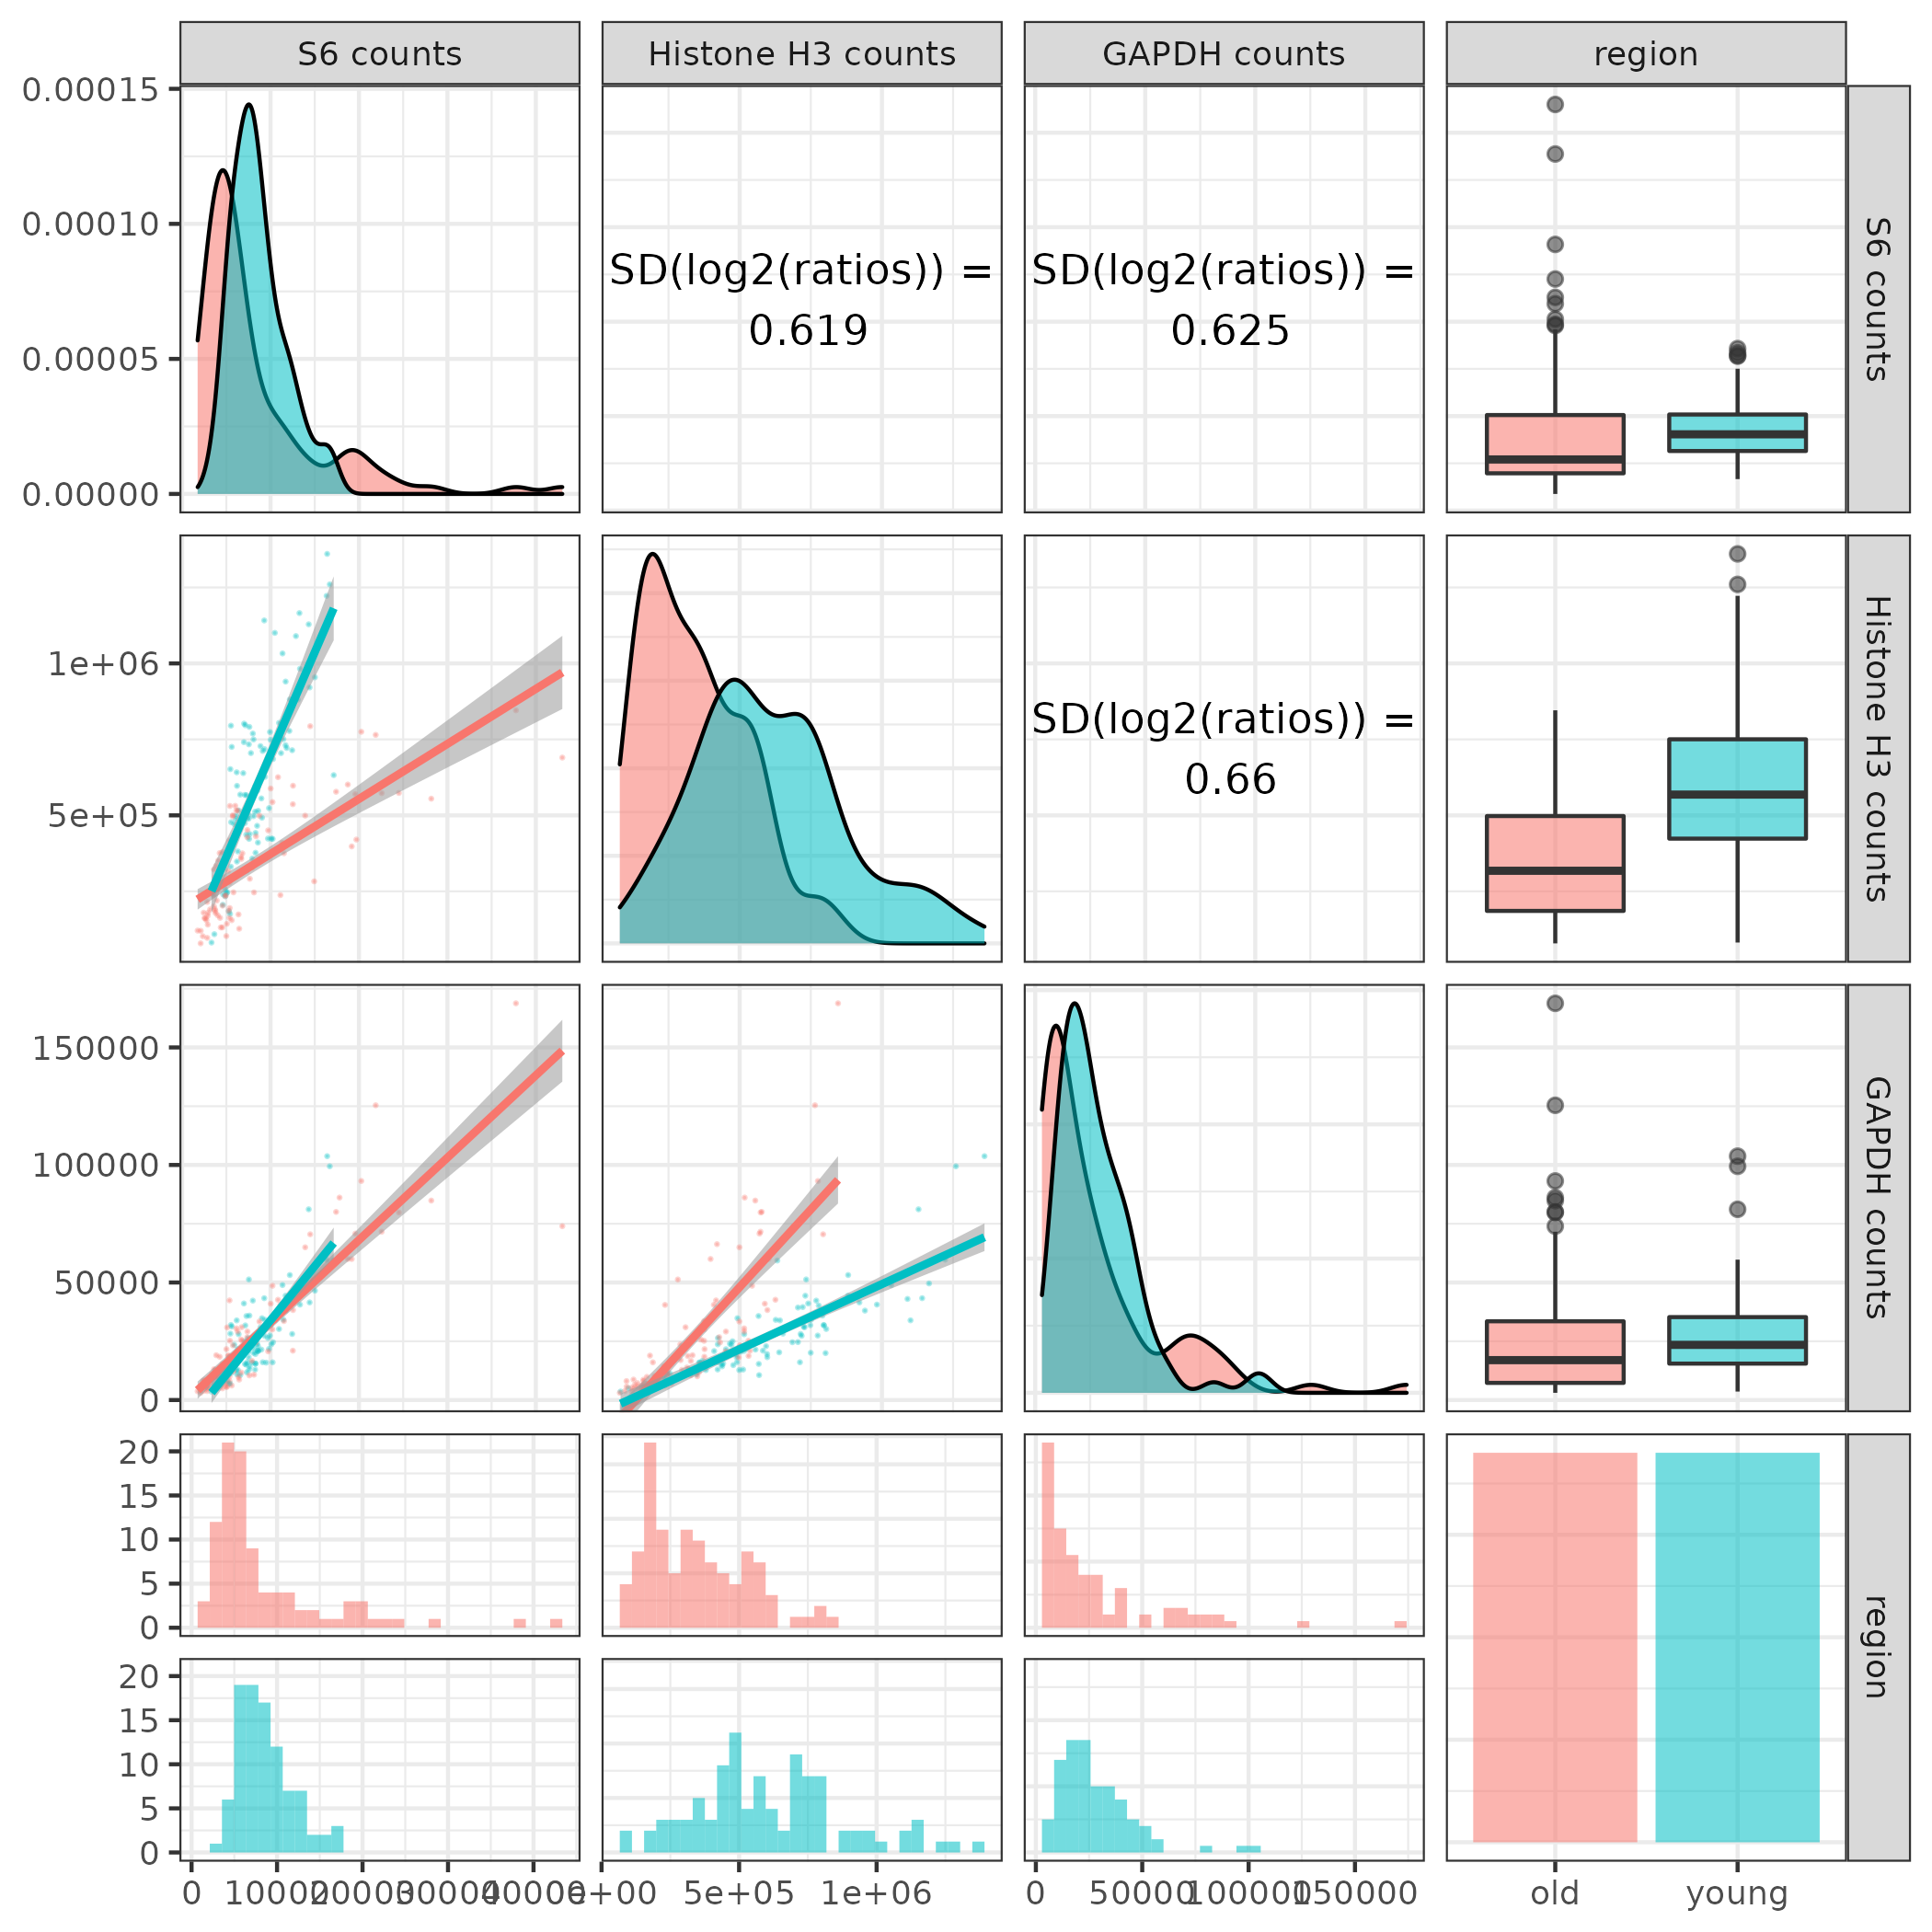 S6 counts
Histone H3 counts
GAPDH counts
region
0.00015
0.00010
0.00005
0.00000
SD(log2(ratios)) =
0.619
SD(log2(ratios)) =
0.625
S6 counts
1e+06
5e+05
SD(log2(ratios)) =
0.66
Histone H3 counts
150000
100000
50000
0
GAPDH counts
20
15
10
5
0
20
15
10
5
0
region
0 10000 20000 30000 40000
0e+00 5e+05 1e+06
0 50000 100000 150000
old young